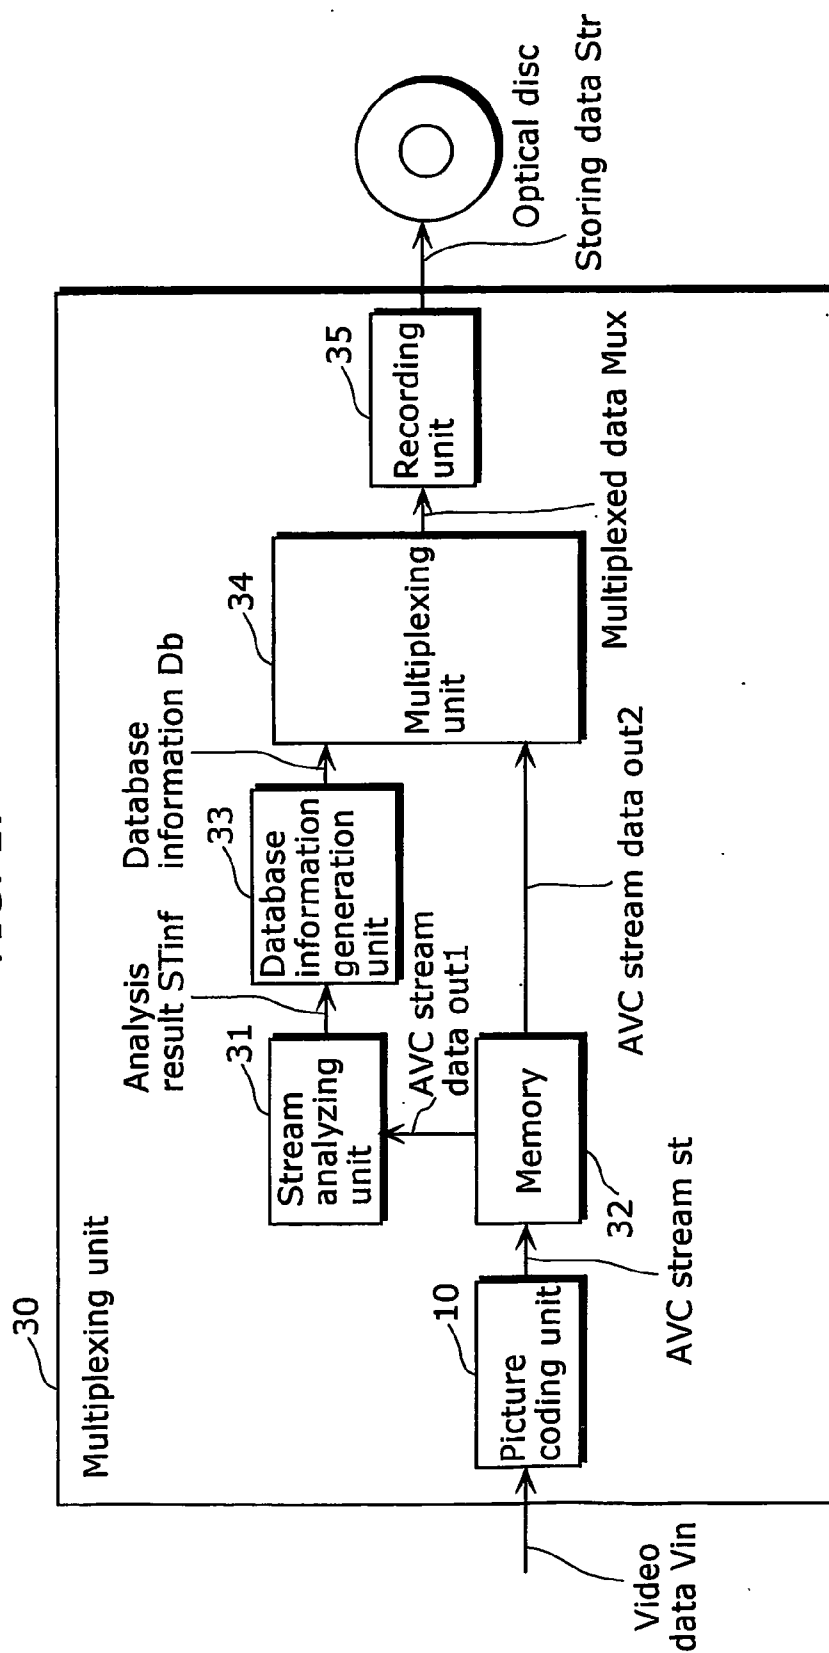 30
Multiplexing unit
Video
data Vin
10
Picture
coding unit
AVC stream st
Memory
32
AVC stream
data out1
Stream
analyzing
unit
31
Analysis
result STinf
Database
information
generation
unit
33
Database
information Db
AVC stream data out2
Multiplexing
unit
34
Multiplexed data Mux
Recording
unit
35
Optical disc
Storing data Str